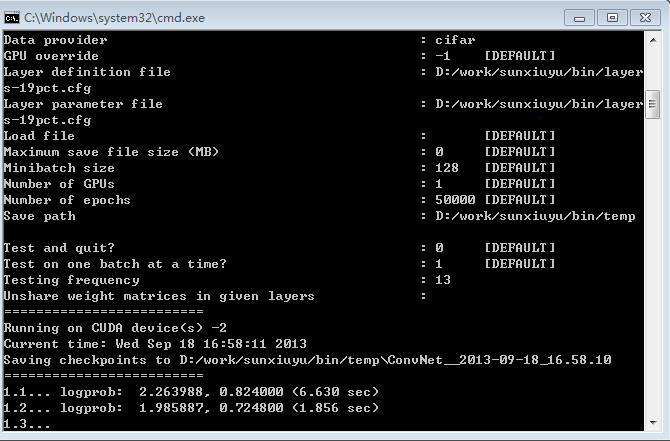 C:\Windows\system32\cmd.exe
Data provider : cifar
GPU override : -1 [DEFAULT]
Layer definition file : D:/work/sunxiuyu/bin/layer
s-19pct.cfg
Layer parameter file : D:/work/sunxiuyu/bin/layer
s-19pct.cfg
Load file : [DEFAULT]
Maximum save file size (MB) : 0 [DEFAULT]
Minibatch size : 128 [DEFAULT]
Number of GPUs : 1 [DEFAULT]
Number of epochs : 50000 [DEFAULT]
Save path : D:/work/sunxiuyu/bin/temp
Test and quit? : 0 [DEFAULT]
Test on one batch at a time? : 1 [DEFAULT]
Testing frequency : 13
Unshare weight matrices in given layers :
=========================
Running on CUDA device(s) -2
Current time: Wed Sep 18 16:58:11 2013
Saving checkpoints to D:/work/sunxiuyu/bin/temp\ConvNet__2013-09-18_16.58.10
=========================
1.1... logprob: 2.263988, 0.824000 (6.630 sec)
1.2... logprob: 1.985887, 0.724800 (1.856 sec)
1.3...